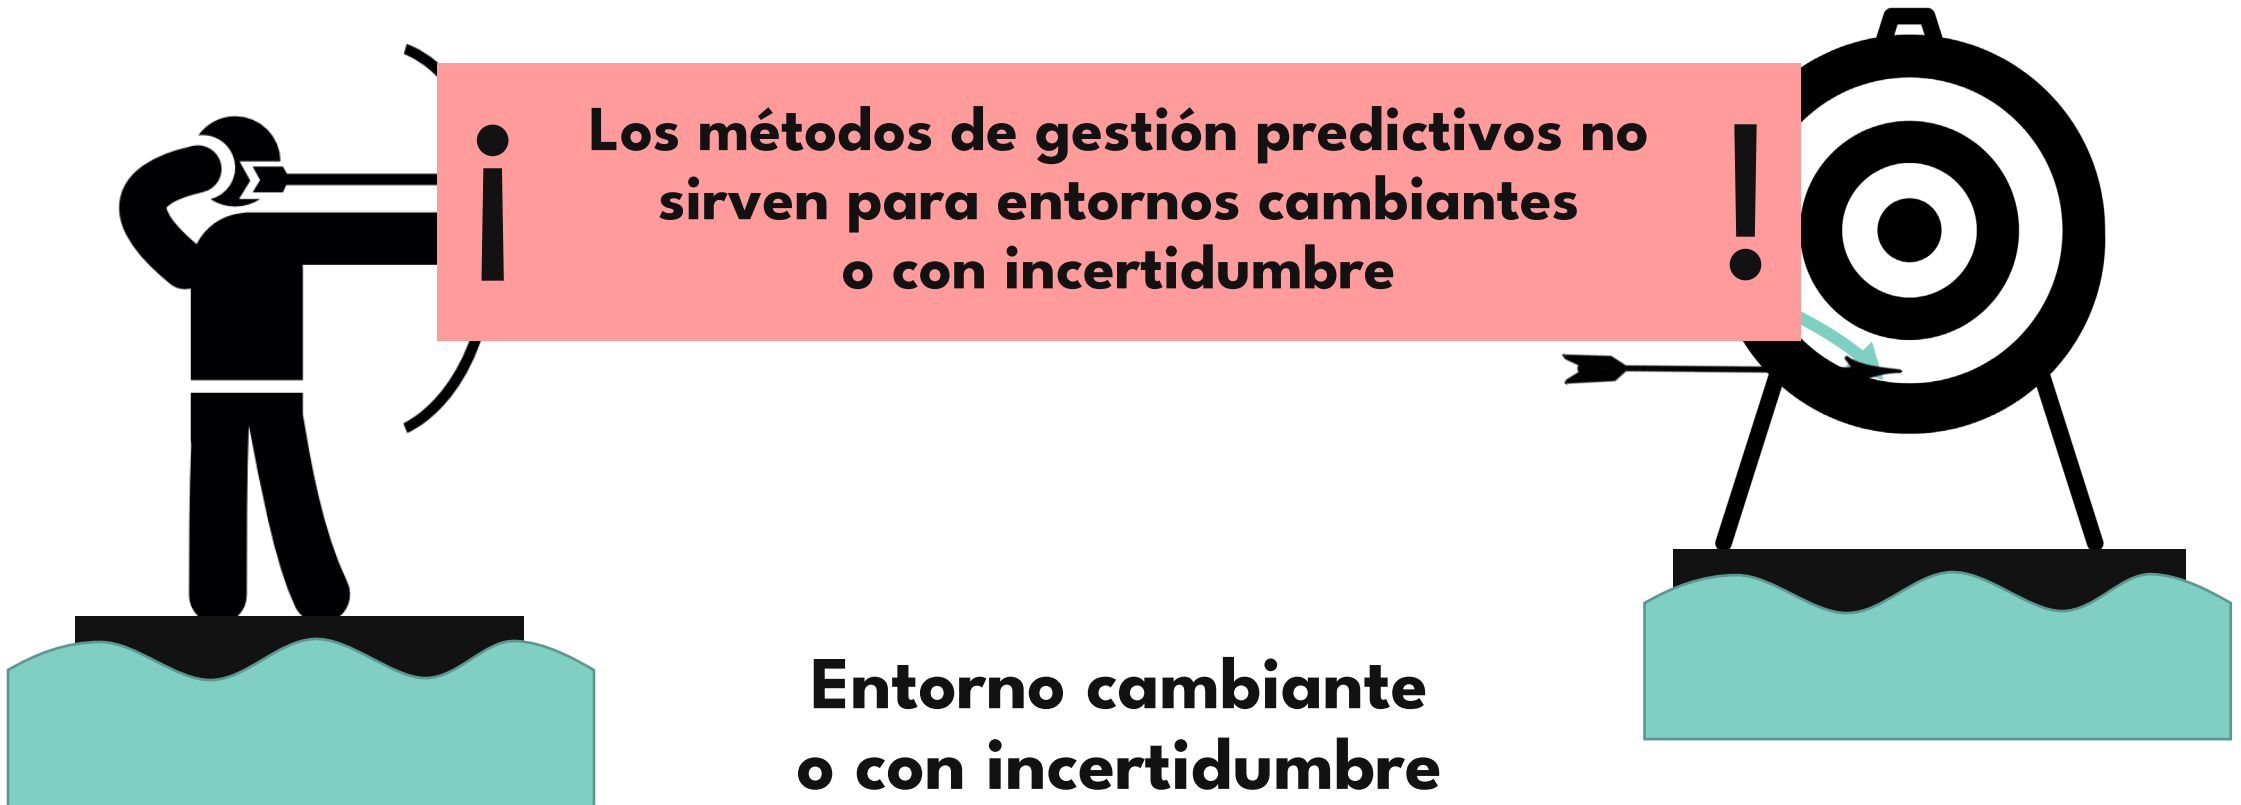 ¡ Los métodos de gestión predictivos no !
sirven para entornos cambiantes
o con incertidumbre
Entorno cambiante
o con incertidumbre